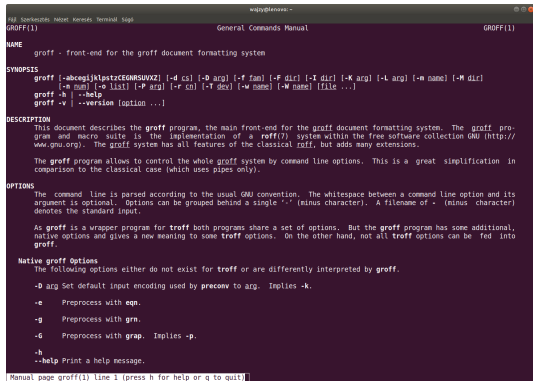 wajzy@lenovo: ~
Fájl Szerkesztés Nézet Keresés Terminál Súgó
GROFF(1) General Commands Manual GROFF(1)
NAME
groff - front-end for the groff document formatting system
SYNOPSIS
groff [-abcegijklpstzCEGNRSUVXZ] [-d cs] [-D arg] [-f fam] [-F dir] [-I dir] [-K arg] [-L arg] [-m name] [-M dir]
[-n num] [-o list] [-P arg] [-r cn] [-T dev] [-w name] [-W name] [file ...]
groff -h | --help
groff -v | --version [option ...]
DESCRIPTION
This document describes the groff program, the main front-end for the groff document formatting system. The groff pro-
gram and macro suite is the implementation of a roff(7) system within the free software collection GNU (http://
www.gnu.org). The groff system has all features of the classical roff, but adds many extensions.
The groff program allows to control the whole groff system by command line options. This is a great simplification in
comparison to the classical case (which uses pipes only).
OPTIONS
The command line is parsed according to the usual GNU convention. The whitespace between a command line option and its
argument is optional. Options can be grouped behind a single ‘-’ (minus character). A filename of - (minus character)
denotes the standard input.
As groff is a wrapper for troff both programs share a set of options. But the groff program has some additional,
native options and gives a new meaning to some troff options. On the other hand, not all troff options can be fed into
groff.
Native groff Options
The following options either do not exist for troff or are differently interpreted by groff.
-D arg Set default input encoding used by preconv to arg. Implies -k.
-e Preprocess with eqn.
-g Preprocess with grn.
-G Preprocess with grap. Implies -p.
-h
--help Print a help message.
Manual page groff(1) line 1 (press h for help or q to quit)